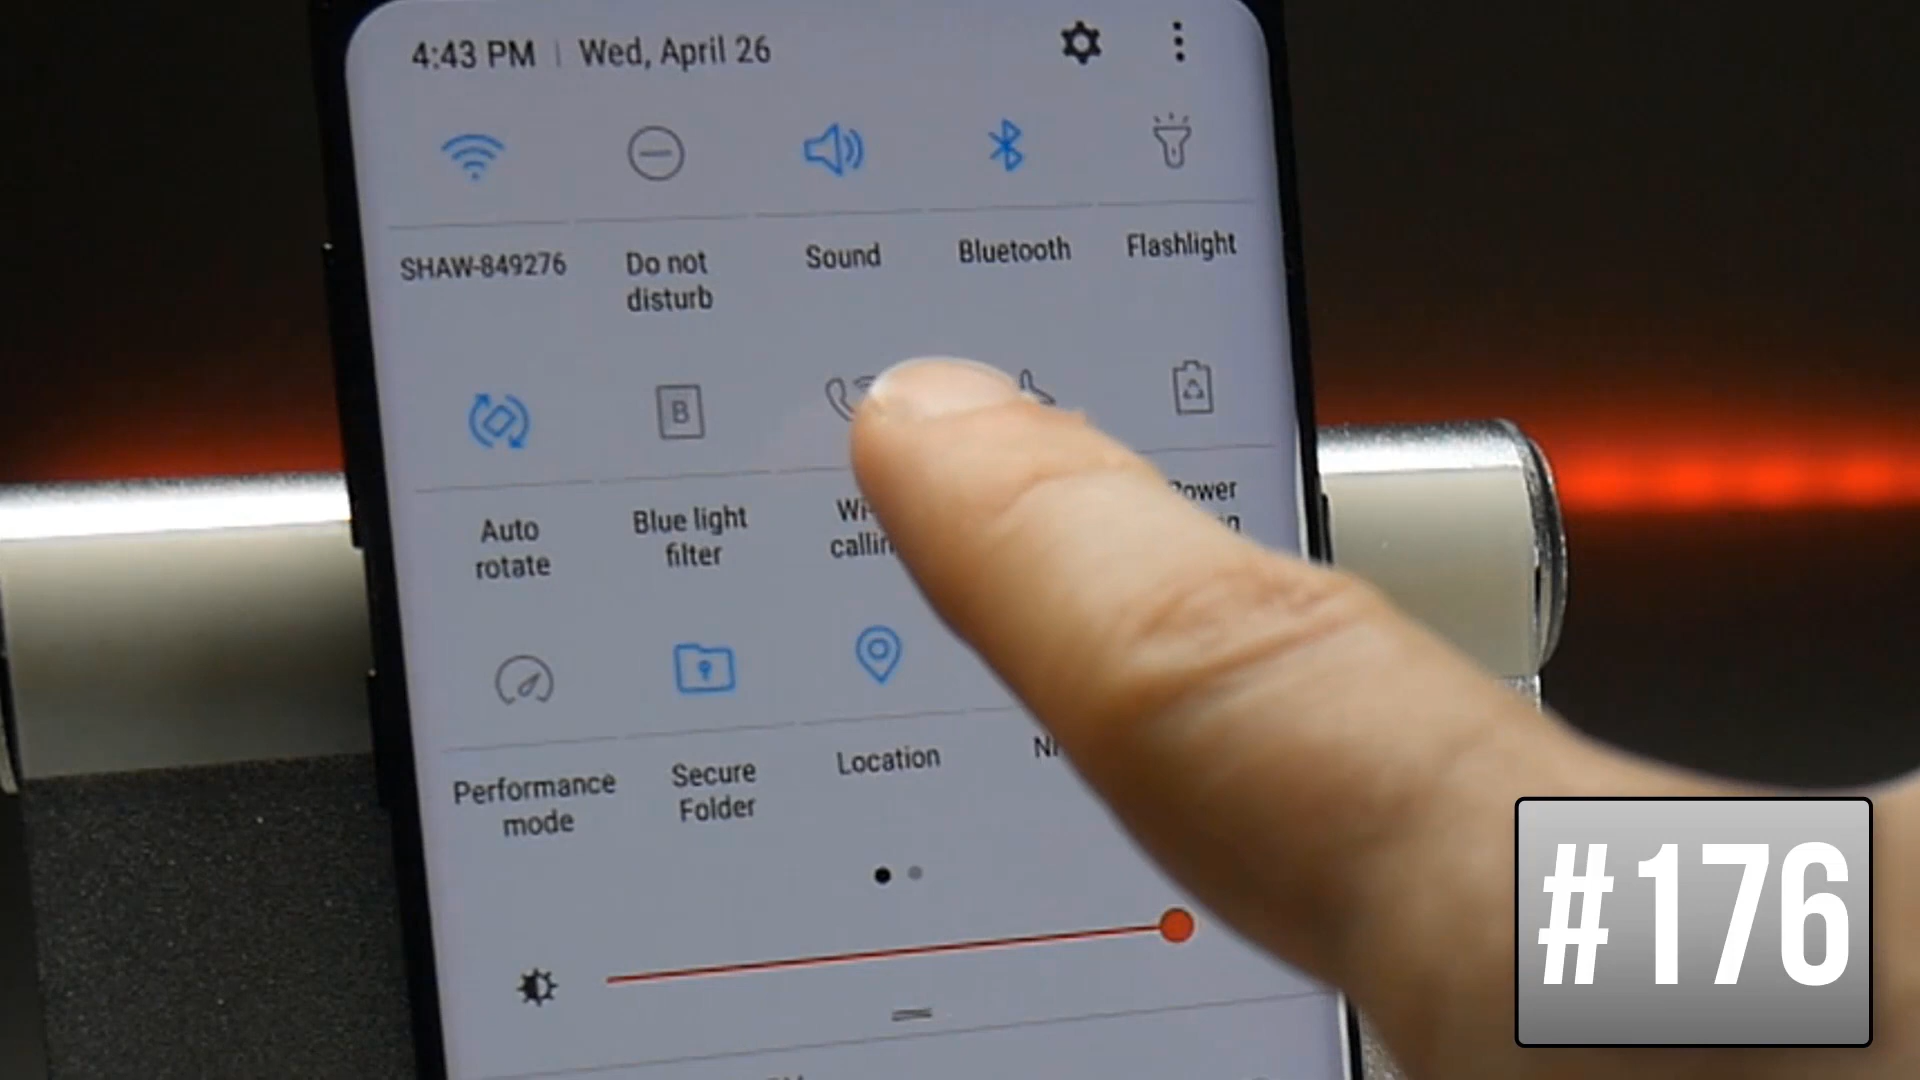 4:43 PM | Wed, April 26
SHAW-849276
Do not
disturb
Sound
Bluetooth
Flashlight
B
Auto
rotate
Blue light
filter
Power
Performance
mode
Secure
Folder
Location
#176